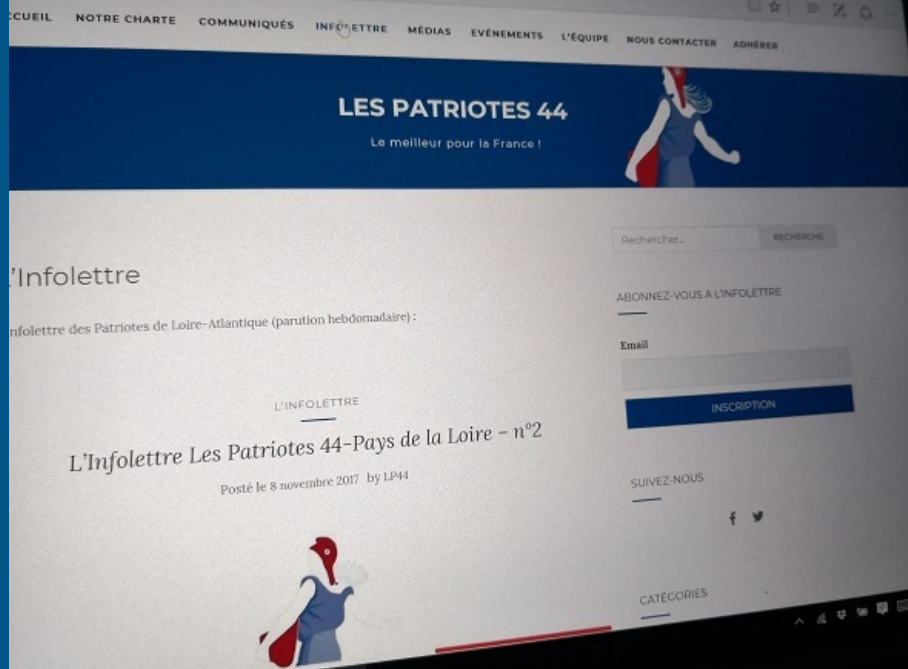 CCUEIL NOTRE CHARTE COMMUNIQUÉS INFOLETTRE MÉDIAS EVÉNEMENTS L'ÉQUIPE NOUS CONTACTER ADHÉRER
LES PATRIOTES 44
Le meilleur pour la France !
Rechercher... RECHERCHE
'Infolettre
nfolettre des Patriotes de Loire-Atlantique (parution hebdomadaire) :
L'INFOLETTRE
L'Infolettre Les Patriotes 44-Pays de la Loire – n°2
Posté le 8 novembre 2017 by LP44
ABONNEZ-VOUS A L'INFOLETTRE
Email
INSCRIPTION
SUIVEZ-NOUS
CATÉGORIES